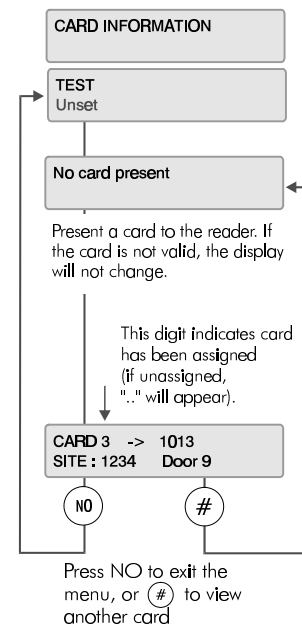 CARD INFORMATION
TEST
Unset
No card present
Present a card to the reader. If
the card is not valid, the display
will not change.
This digit indicates card
has been assigned
(if unassigned,
".." will appear).
CARD 3 -> 1013
SITE : 1234 Door 9
NO
#
Press NO to exit the
menu, or # to view
another card